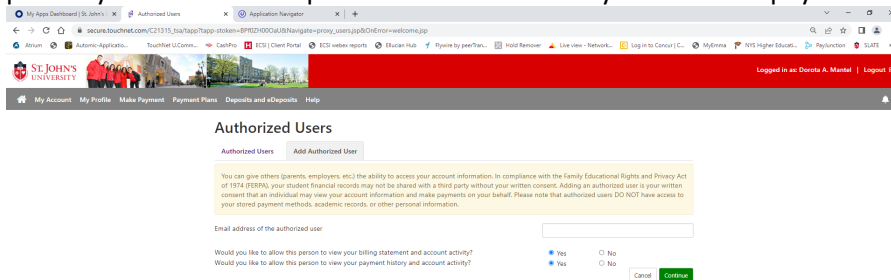 My Apps Dashboard | St. John's
Authorized Users
Application Navigator
secure.touchnet.com/C21315_tsa/tapp?tapp-stoken=BPf0ZH00OaU&Navigate=proxy_users.jsp&OnError=welcome.jsp
Atrium
Automic-Applicatio...
TouchNet U.Comm...
CashPro
ECSI | Client Portal
ECSI webex reports
Ellucian Hub
Flywire by peerTran...
Hold Remover
Live view - Network...
Log in to Concur | C...
MyEmma
NYS Higher Educati...
PayJunction
SLATE
ST. JOHN'S
UNIVERSITY
Logged in as: Dorota A. Mantel | Logout
My Account My Profile Make Payment Payment Plans Deposits and eDeposits Help
Authorized Users
Authorized Users Add Authorized User
You can give others (parents, employers, etc.) the ability to access your account information. In compliance with the Family Educational Rights and Privacy Act
of 1974 (FERPA), your student financial records may not be shared with a third party without your written consent. Adding an authorized user is your written
consent that an individual may view your account information and make payments on your behalf. Please note that authorized users DO NOT have access to
your stored payment methods, academic records, or other personal information.
Email address of the authorized user
Would you like to allow this person to view your billing statement and account activity? Yes No
Would you like to allow this person to view your payment history and account activity? Yes No
Cancel Continue